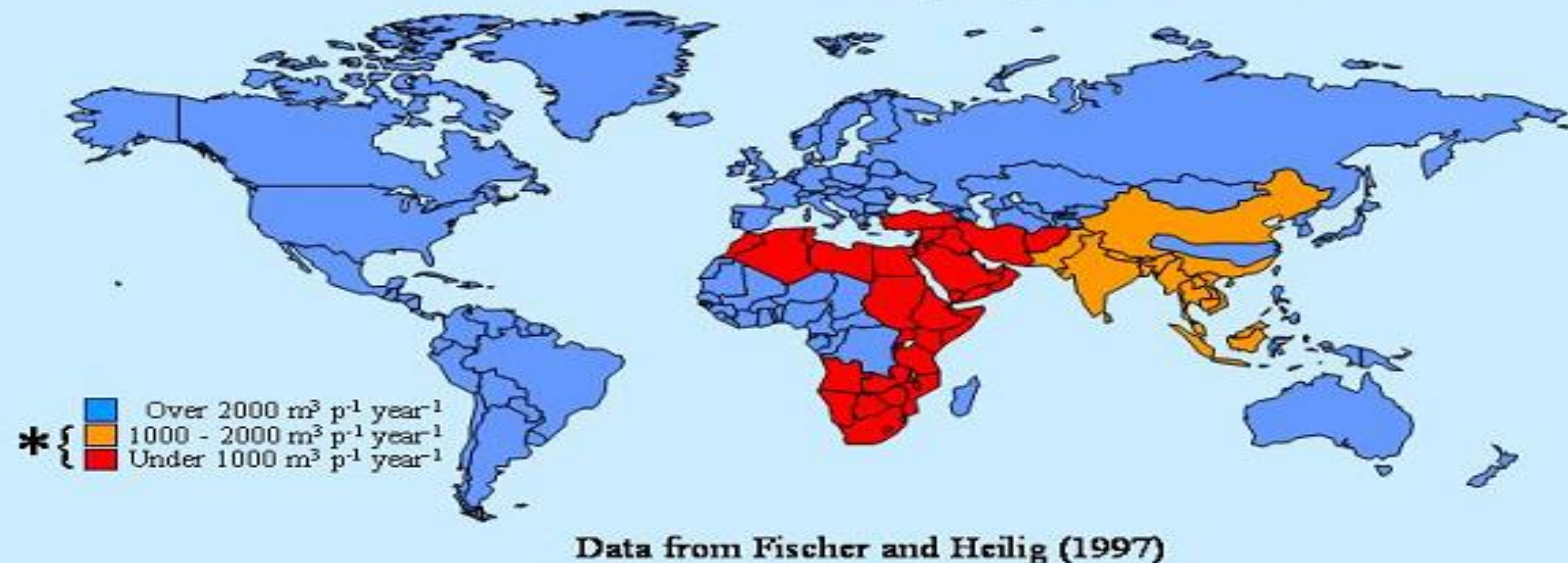 Over 2000 m³ p⁻¹ year⁻¹
* { 1000 - 2000 m³ p⁻¹ year⁻¹
Under 1000 m³ p⁻¹ year⁻¹
Data from Fischer and Heilig (1997)